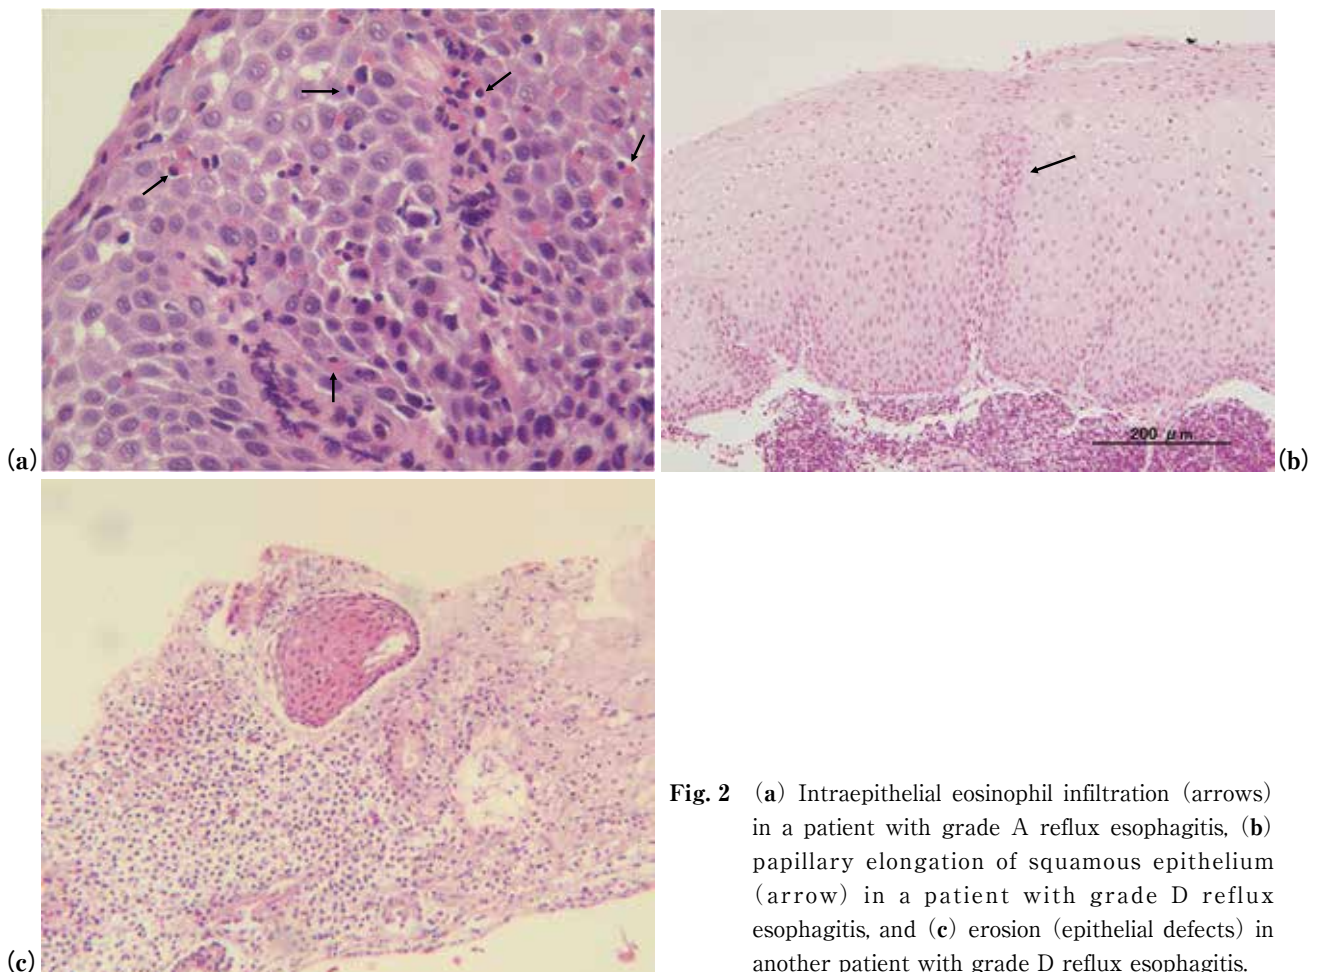 (a)
200 μm
(b)
(c)
Fig. 2 (a) Intraepithelial eosinophil infiltration (arrows)
in a patient with grade A reflux esophagitis, (b)
papillary elongation of squamous epithelium
(arrow) in a patient with grade D reflux
esophagitis, and (c) erosion (epithelial defects) in
another patient with grade D reflux esophagitis.